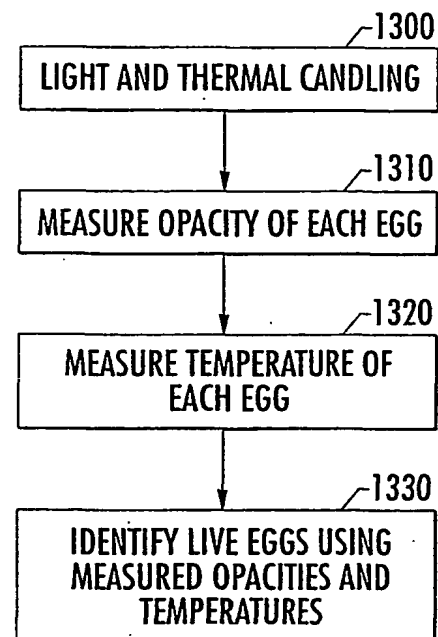 1300
LIGHT AND THERMAL CANDLING
1310
MEASURE OPACITY OF EACH EGG
1320
MEASURE TEMPERATURE OF
EACH EGG
1330
IDENTIFY LIVE EGGS USING
MEASURED OPACITIES AND
TEMPERATURES